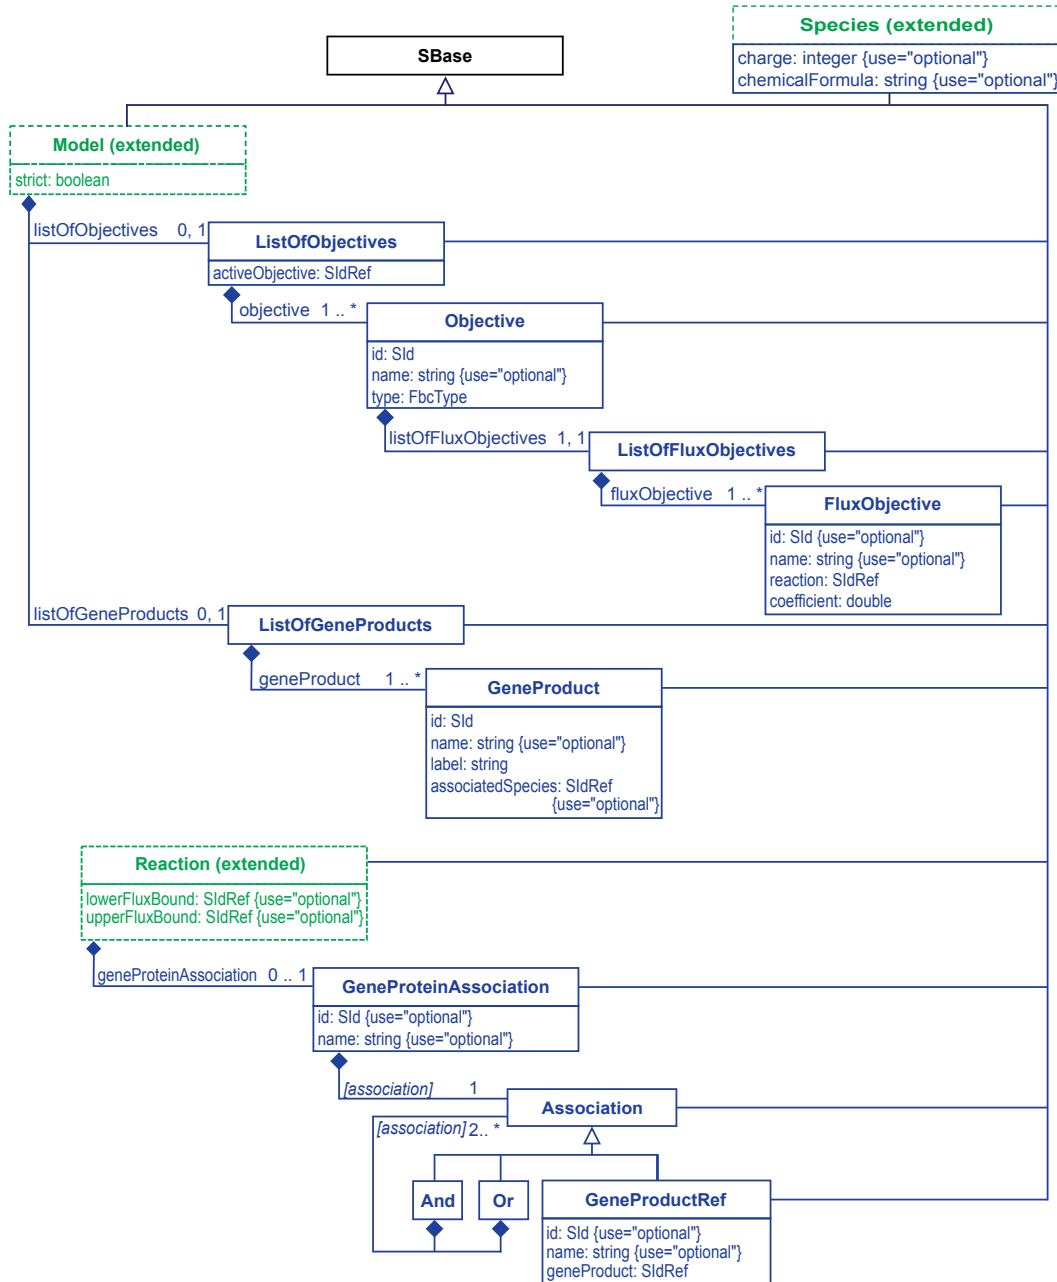 Species (extended)
charge: integer {use="optional"}
chemicalFormula: string {use="optional"}
SBase
Model (extended)
strict: boolean
listOfObjectives 0, 1
ListOfObjectives
activeObjective: SIdRef
objective 1 .. *
Objective
id: SId
name: string {use="optional"}
type: FbcType
listOfFluxObjectives 1, 1
ListOfFluxObjectives
fluxObjective 1 .. *
FluxObjective
id: SId {use="optional"}
name: string {use="optional"}
reaction: SIdRef
coefficient: double
listOfGeneProducts 0, 1
ListOfGeneProducts
geneProduct 1 .. *
GeneProduct
id: SId
name: string {use="optional"}
label: string
associatedSpecies: SIdRef
{use="optional"}
Reaction (extended)
lowerFluxBound: SIdRef {use="optional"}
upperFluxBound: SIdRef {use="optional"}
geneProteinAssociation 0 .. 1
GeneProteinAssociation
id: SId {use="optional"}
name: string {use="optional"}
[association] 1
Association
[association] 2.. *
And
Or
GeneProductRef
id: SId {use="optional"}
name: string {use="optional"}
geneProduct: SIdRef